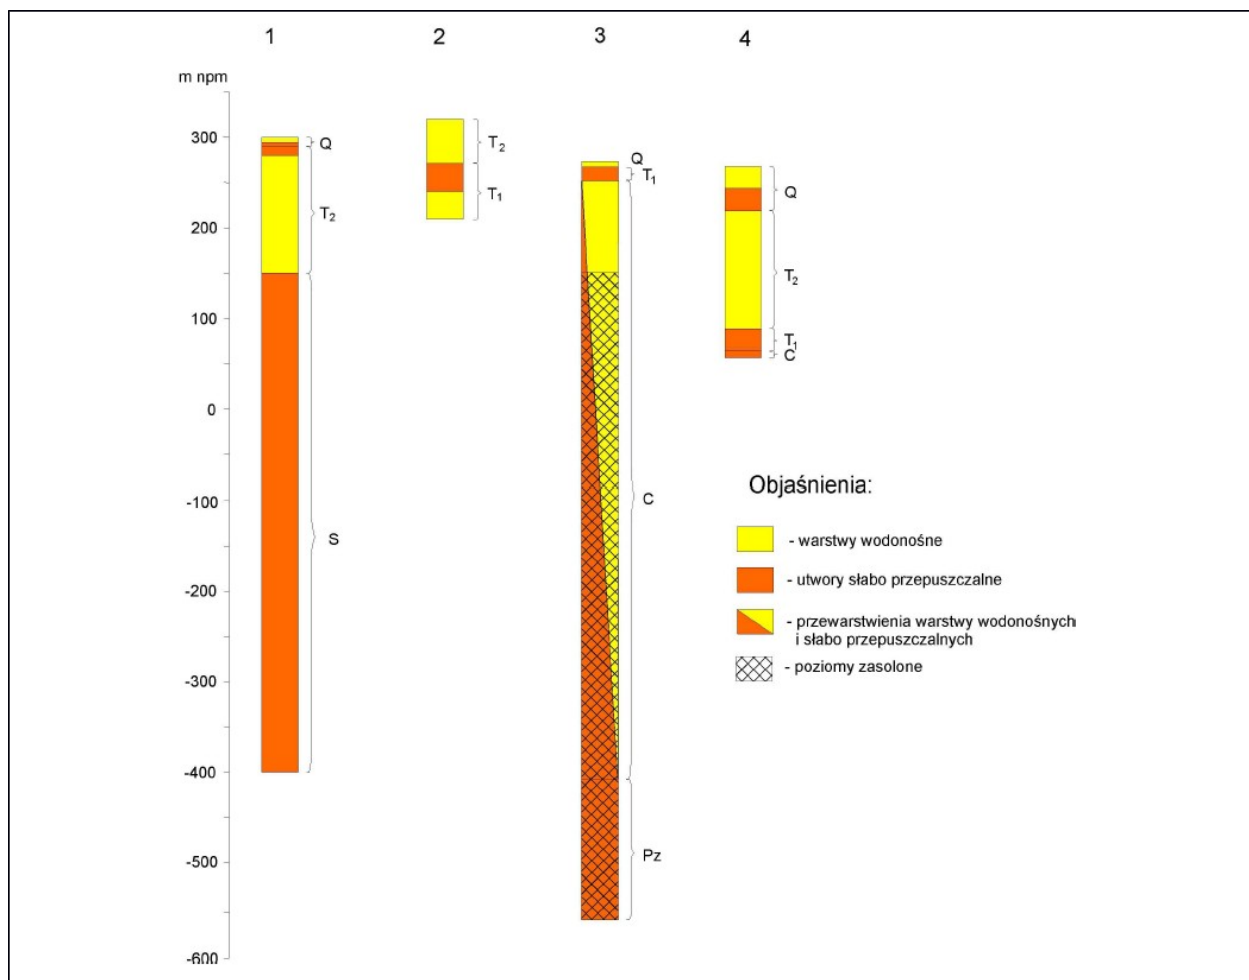 1 2 3 4
m npm
300
200
100
0
-100
-200
-300
-400
-500
-600
Q
T2
S
T2
T1
Q
T1
C
Pz
Q
T2
T1
C
Objaśnienia:
- warstwy wodonośne
- utwory słabo przepuszczalne
- przewarstwienia warstwy wodonośnych
i słabo przepuszczalnych
- poziomy zasolone